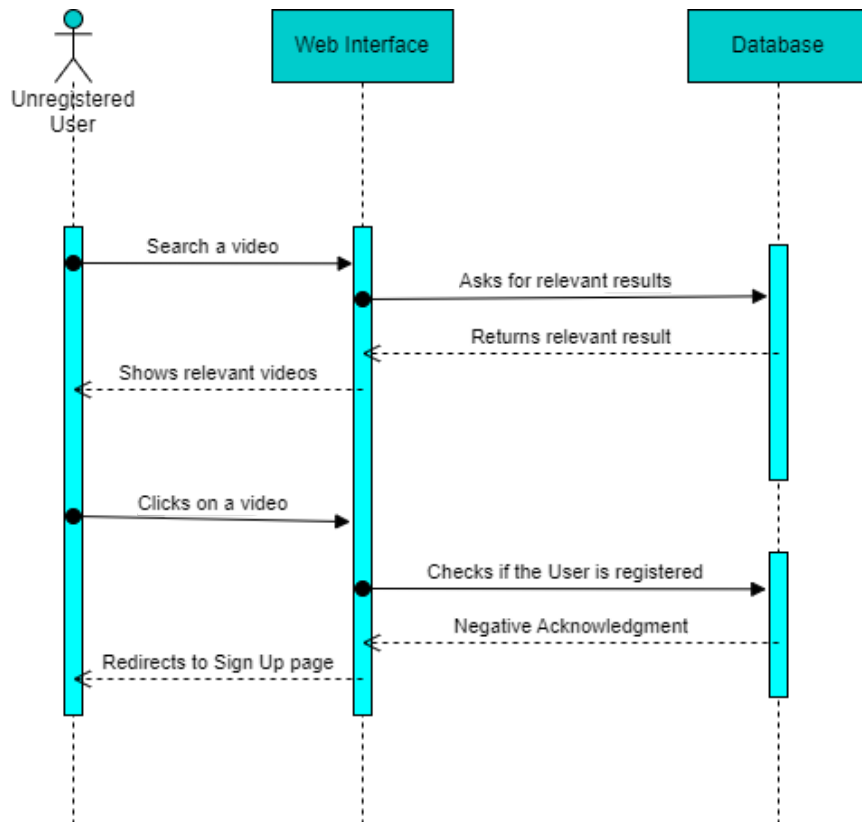 Unregistered
User
Web Interface
Database
Search a video
Asks for relevant results
Returns relevant result
Shows relevant videos
Clicks on a video
Checks if the User is registered
Negative Acknowledgment
Redirects to Sign Up page